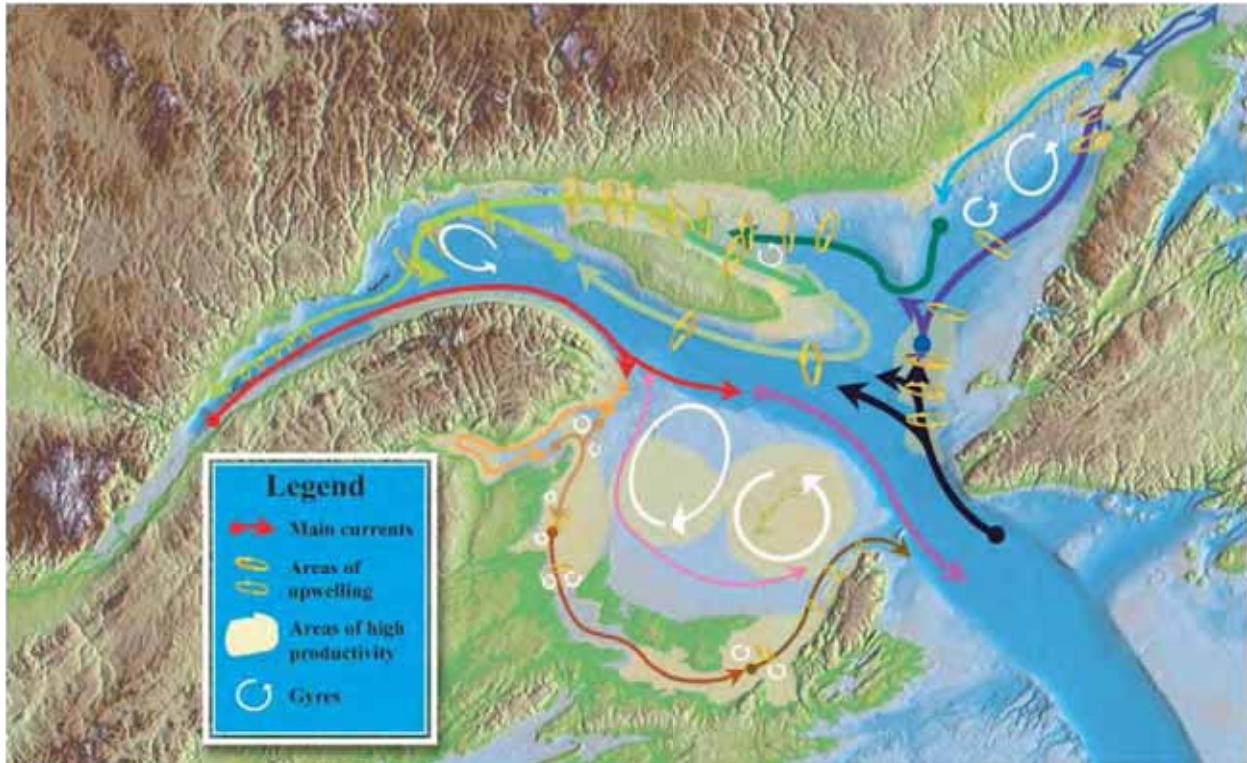 Legend
Main currents
Areas of
upwelling
Areas of high
productivity
Gyres